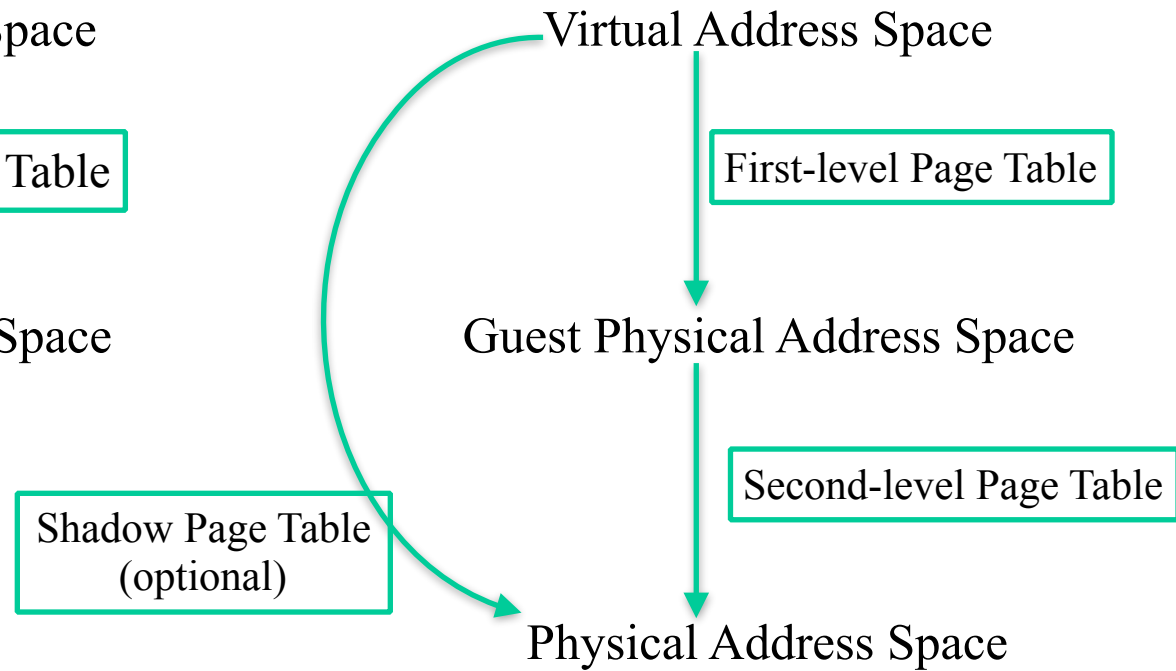 Space
Virtual Address Space
Table
First-level Page Table
Space
Guest Physical Address Space
Second-level Page Table
Shadow Page Table
(optional)
Physical Address Space